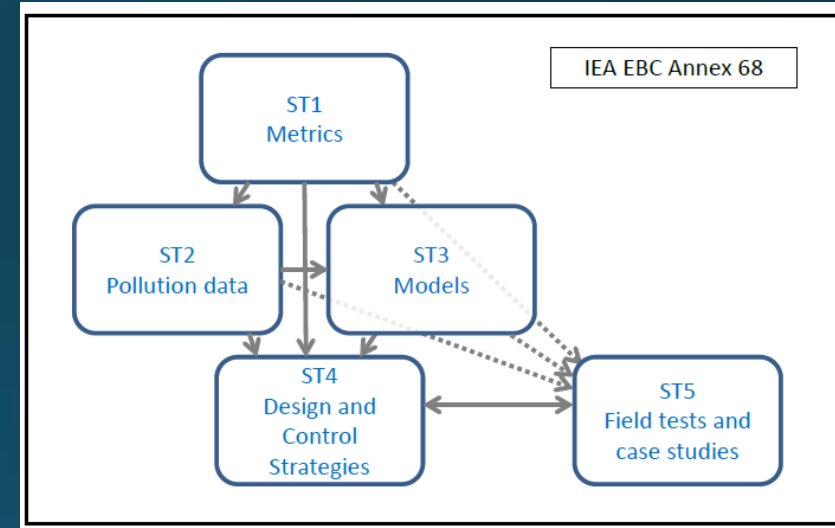 IEA EBC Annex 68
ST1
Metrics
ST2
Pollution data
ST3
Models
ST4
Design and
Control
Strategies
ST5
Field tests and
case studies